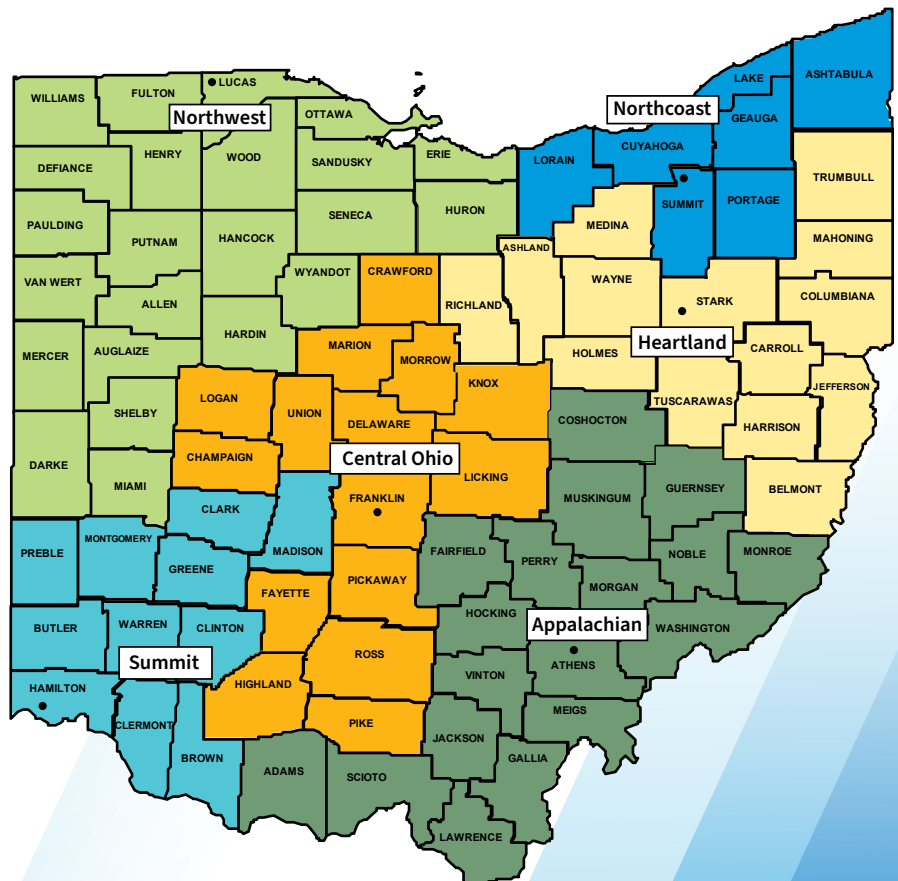 LAKE
ASHTABULA
LUCAS
FULTON
WILLIAMS
Northwest
OTTAWA
Northcoast
GEAUGA
CUYAHOGA
HENRY
WOOD
ERIE
LORAIN
DEFIANCE
SANDUSKY
TRUMBULL
SUMMIT
PORTAGE
SENECA
HURON
PAULDING
MEDINA
PUTNAM
HANCOCK
MAHONING
ASHLAND
WYANDOT
CRAWFORD
WAYNE
VAN WERT
COLUMBIANA
ALLEN
RICHLAND
STARK
HARDIN
MARION
Heartland
MERCER
AUGLAIZE
MORROW
HOLMES
CARROLL
KNOX
JEFFERSON
LOGAN
UNION
TUSCARAWAS
SHELBY
DELAWARE
COSHOCTON
HARRISON
Central Ohio
DARKE
CHAMPAIGN
LICKING
MIAMI
FRANKLIN
MUSKINGUM
GUERNSEY
BELMONT
CLARK
MONTGOMERY
PREBLE
MADISON
FAIRFIELD
NOBLE
MONROE
PERRY
GREENE
PICKAWAY
FAYETTE
MORGAN
HOCKING
BUTLER
WARREN
CLINTON
Appalachian
WASHINGTON
ROSS
Summit
ATHENS
VINTON
HIGHLAND
HAMILTON
MEIGS
CLERMONT
PIKE
JACKSON
BROWN
GALLIA
ADAMS
SCIOTO
LAWRENCE